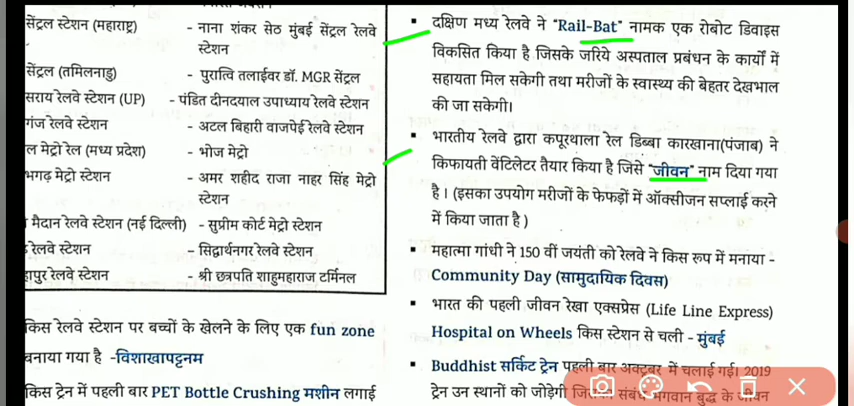 सेंट्रल (महाराष्ट्र) - नाना शंकर सेठ मुंबई सेंट्रल रेलवे
स्टेशन
सेंट्रल (तमिलनाडु) - पुरात्वि तलाईवर डॉ. MGR सेंट्रल
सराय रेलवे स्टेशन (UP) - पंडित दीनदयाल उपाध्याय रेलवे स्टेशन
गंज रेलवे स्टेशन - अटल बिहारी वाजपेई रेलवे स्टेशन
ल मेट्रो रेल (मध्य प्रदेश) - भोज मेट्रो
भगढ़ मेट्रो स्टेशन - अमर शहीद राजा नाहर सिंह मेट्रो
स्टेशन
मैदान रेलवे स्टेशन (नई दिल्ली) - सुप्रीम कोर्ट मेट्रो स्टेशन
रेलवे स्टेशन - सिद्धार्थनगर रेलवे स्टेशन
हापुर रेलवे स्टेशन - श्री छत्रपति शाहुमहाराज टर्मिनल
किस रेलवे स्टेशन पर बच्चों के खेलने के लिए एक fun zone
बनाया गया है -विशाखापट्टनम
किस ट्रेन में पहली बार PET Bottle Crushing मशीन लगाई
▪ दक्षिण मध्य रेलवे ने "Rail-Bat" नामक एक रोबोट डिवाइस
विकसित किया है जिसके जरिये अस्पताल प्रबंधन के कार्यों में
सहायता मिल सकेगी तथा मरीजों के स्वास्थ्य की बेहतर देखभाल
की जा सकेगी।
▪ भारतीय रेलवे द्वारा कपूरथाला रेल डिब्बा कारखाना(पंजाब) ने
किफायती वेंटिलेटर तैयार किया है जिसे "जीवन" नाम दिया गया
है। (इसका उपयोग मरीजों के फेफड़ों में ऑक्सीजन सप्लाई करने
में किया जाता है )
▪ महात्मा गांधी ने 150 वीं जयंती को रेलवे ने किस रूप में मनाया -
Community Day (सामुदायिक दिवस)
▪ भारत की पहली जीवन रेखा एक्सप्रेस (Life Line Express)
Hospital on Wheels किस स्टेशन से चली - मुंबई
▪ Buddhist सर्किट ट्रेन पहली बार अक्टूबर में चलाई गई। 2019
ट्रेन उन स्थानों को जोड़ेगी संबंध भगवान बुद्ध के जीवन